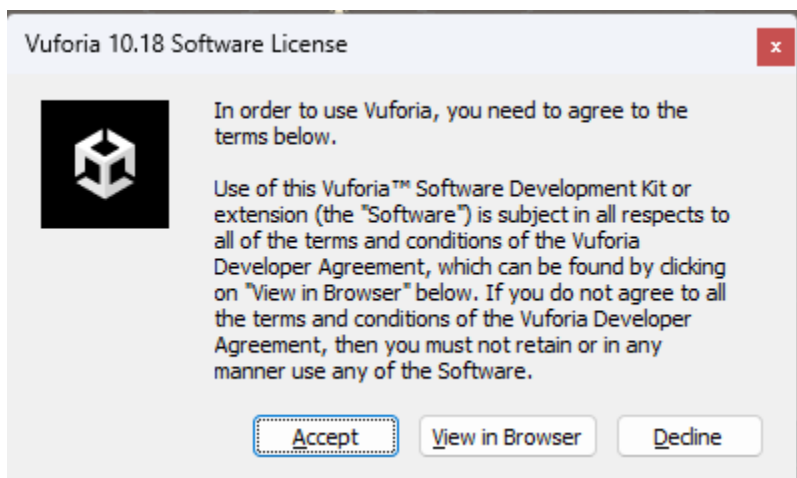 Vuforia 10.18 Software License
x
In order to use Vuforia, you need to agree to the
terms below.
Use of this Vuforia™ Software Development Kit or
extension (the "Software") is subject in all respects to
all of the terms and conditions of the Vuforia
Developer Agreement, which can be found by clicking
on "View in Browser" below. If you do not agree to all
the terms and conditions of the Vuforia Developer
Agreement, then you must not retain or in any
manner use any of the Software.
Accept View in Browser Decline